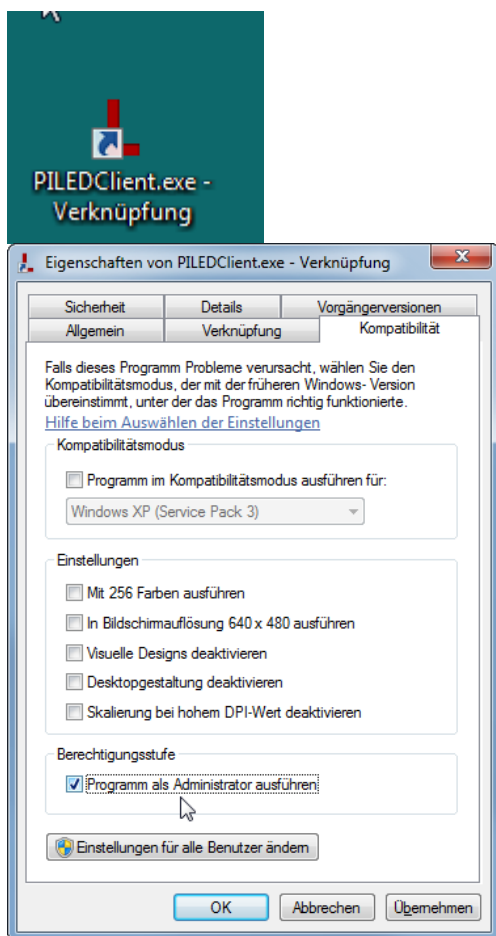 PILEDClient.exe -
Verknüpfung
Eigenschaften von PILEDClient.exe - Verknüpfung
Sicherheit Details Vorgängerversionen
Allgemein Verknüpfung Kompatibilität
Falls dieses Programm Probleme verursacht, wählen Sie den
Kompatibilitätsmodus, der mit der früheren Windows- Version
übereinstimmt, unter der das Programm richtig funktionierte.
Hilfe beim Auswählen der Einstellungen
Kompatibilitätsmodus
Programm im Kompatibilitätsmodus ausführen für:
Windows XP (Service Pack 3)
Einstellungen
Mit 256 Farben ausführen
In Bildschirmauflösung 640 x 480 ausführen
Visuelle Designs deaktivieren
Desktopgestaltung deaktivieren
Skalierung bei hohem DPI-Wert deaktivieren
Berechtigungsstufe
Programm als Administrator ausführen
Einstellungen für alle Benutzer ändern
OK Abbrechen Übernehmen